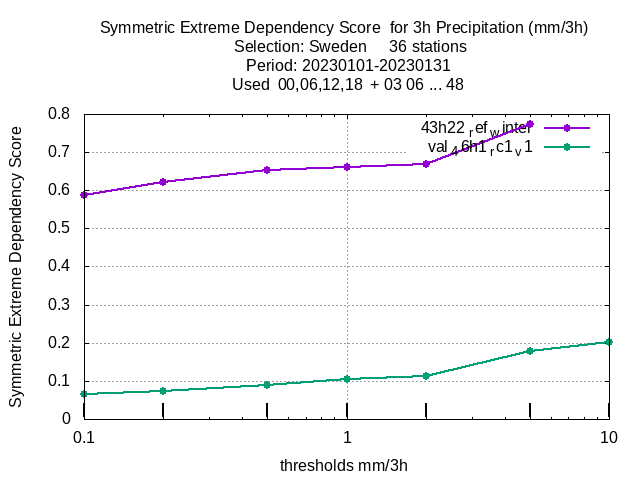 Symmetric Extreme Dependency Score  for 3h Precipitation (mm/3h)
Selection: Sweden     36 stations
Period: 20230101-20230131
Used  00,06,12,18  + 03 06 ... 48
Symmetric Extreme Dependency Score
0.8
0.7
0.6
0.5
0.4
0.3
0.2
0.1
0
43h22refwinter
val46h1rc1v1
0.1
1
10
thresholds mm/3h